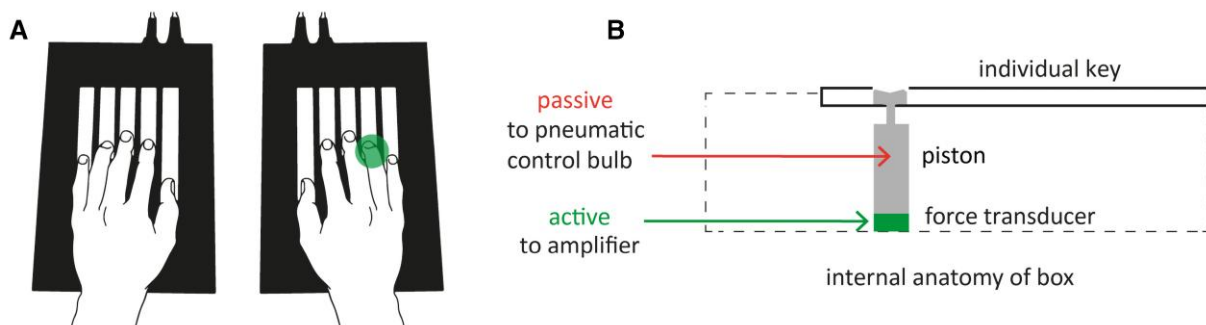 A
B
individual key
passive
to pneumatic
control bulb
piston
active
to amplifier
force transducer
internal anatomy of box